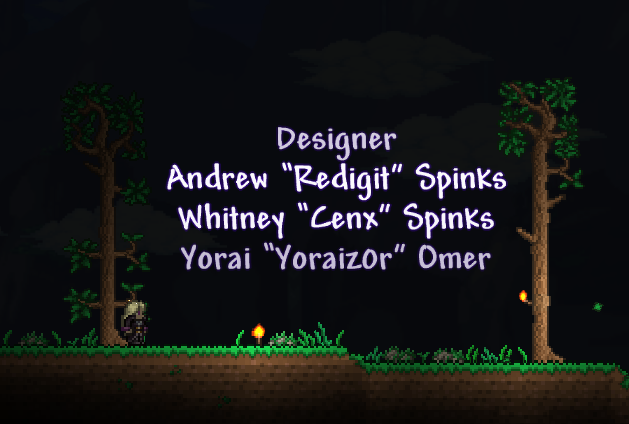 Designer
Andrew “Redigit” Spinks
Whitney “Cenx” Spinks
Yorai “Yoraiz0r” Omer